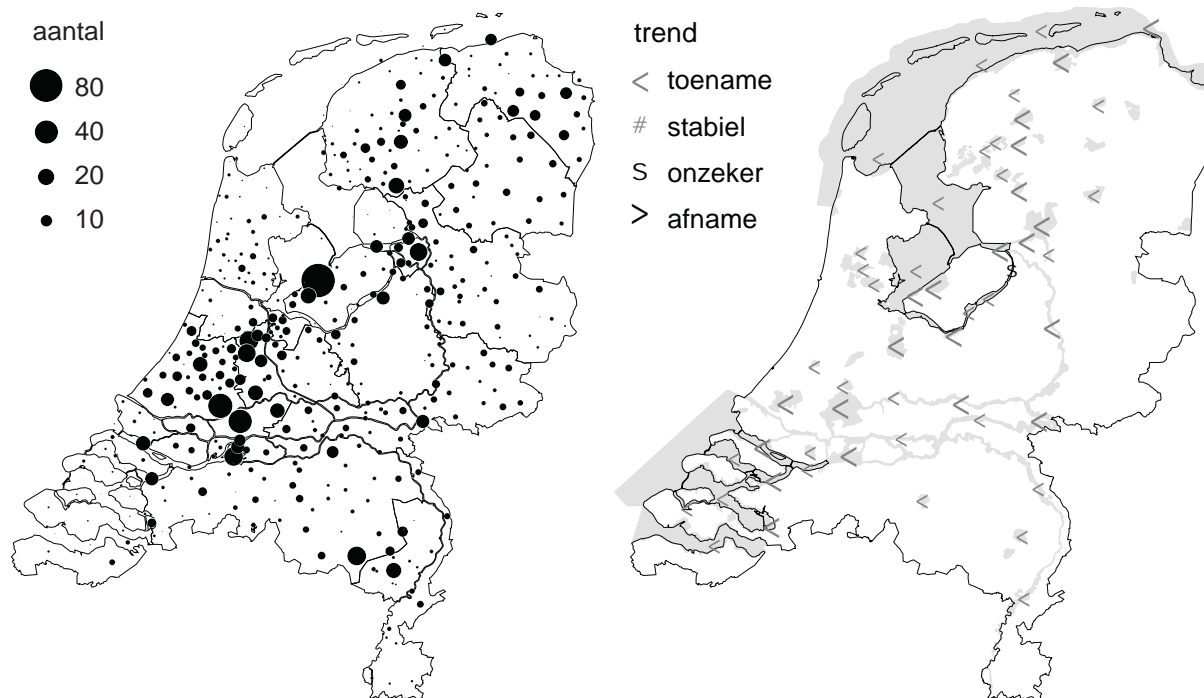 aantal
80
40
20
10
trend
< toename
# stabiel
S onzeker
> afname
S